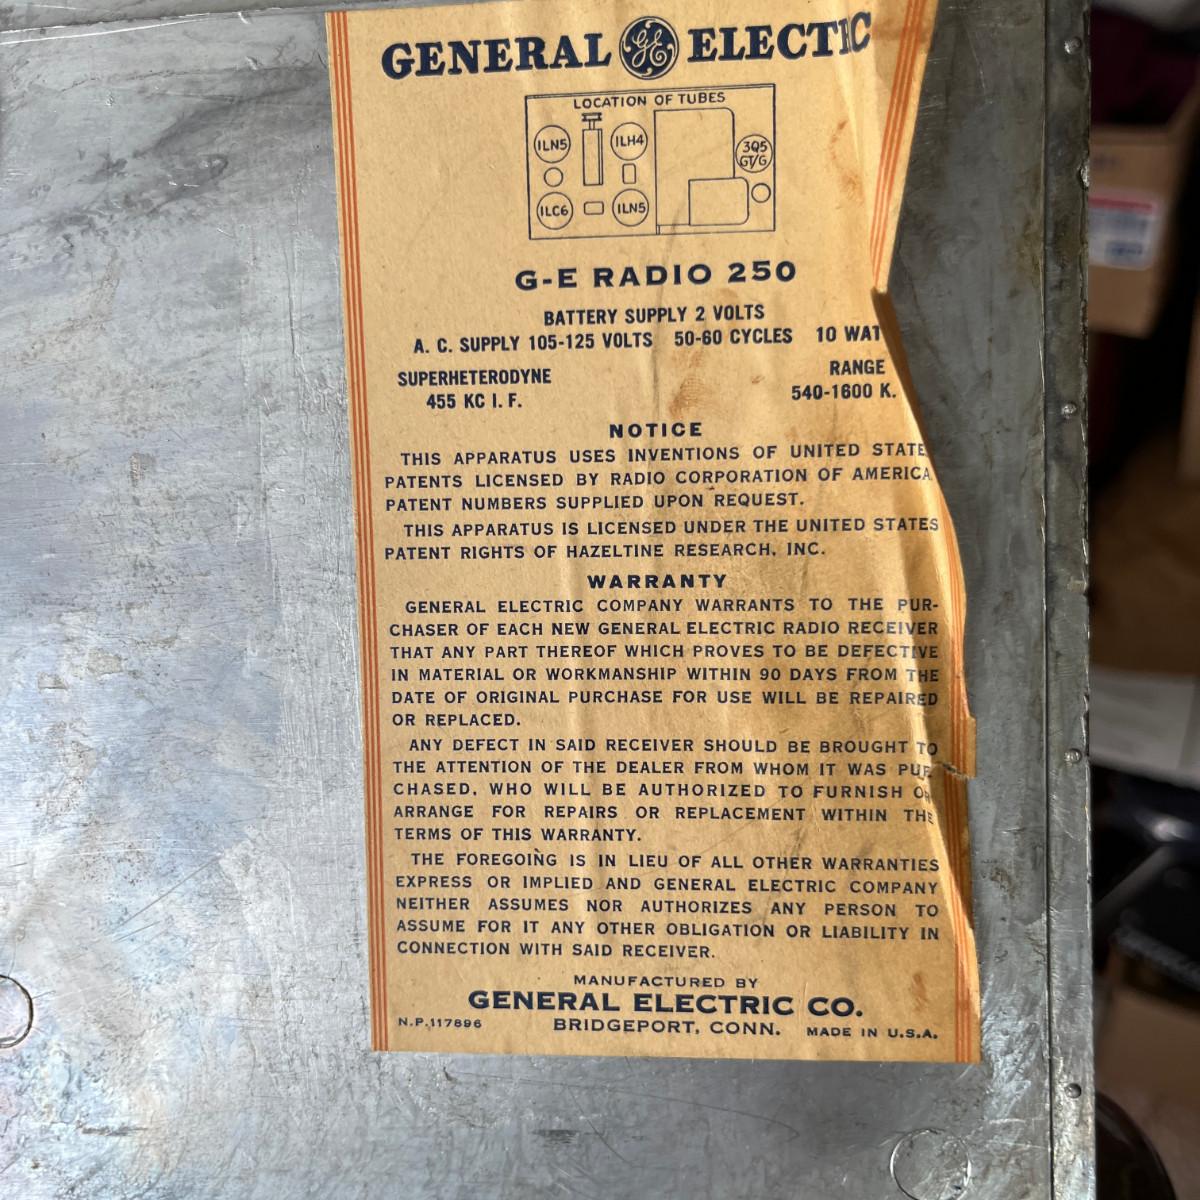 GENERAL GE ELECTRIC
LOCATION OF TUBES
1LN5
1LH4
3Q5
GT/G
1LC6
1LN5
G-E RADIO 250
BATTERY SUPPLY 2 VOLTS
A. C. SUPPLY 105-125 VOLTS 50-60 CYCLES 10 WAT
SUPERHETERODYNE
455 KC I. F.
RANGE
540-1600 K.
NOTICE
THIS APPARATUS USES INVENTIONS OF UNITED STATE
PATENTS LICENSED BY RADIO CORPORATION OF AMERICA
PATENT NUMBERS SUPPLIED UPON REQUEST.
THIS APPARATUS IS LICENSED UNDER THE UNITED STATES
PATENT RIGHTS OF HAZELTINE RESEARCH, INC.
WARRANTY
GENERAL ELECTRIC COMPANY WARRANTS TO THE PUR-
CHASER OF EACH NEW GENERAL ELECTRIC RADIO RECEIVER
THAT ANY PART THEREOF WHICH PROVES TO BE DEFECTIVE
IN MATERIAL OR WORKMANSHIP WITHIN 90 DAYS FROM THE
DATE OF ORIGINAL PURCHASE FOR USE WILL BE REPAIRED
OR REPLACED.
ANY DEFECT IN SAID RECEIVER SHOULD BE BROUGHT TO
THE ATTENTION OF THE DEALER FROM WHOM IT WAS PUR-
CHASED, WHO WILL BE AUTHORIZED TO FURNISH OR
ARRANGE FOR REPAIRS OR REPLACEMENT WITHIN THE
TERMS OF THIS WARRANTY.
THE FOREGOING IS IN LIEU OF ALL OTHER WARRANTIES
EXPRESS OR IMPLIED AND GENERAL ELECTRIC COMPANY
NEITHER ASSUMES NOR AUTHORIZES ANY PERSON TO
ASSUME FOR IT ANY OTHER OBLIGATION OR LIABILITY IN
CONNECTION WITH SAID RECEIVER.
MANUFACTURED BY
GENERAL ELECTRIC CO.
N.P.117896 BRIDGEPORT, CONN. MADE IN U.S.A.